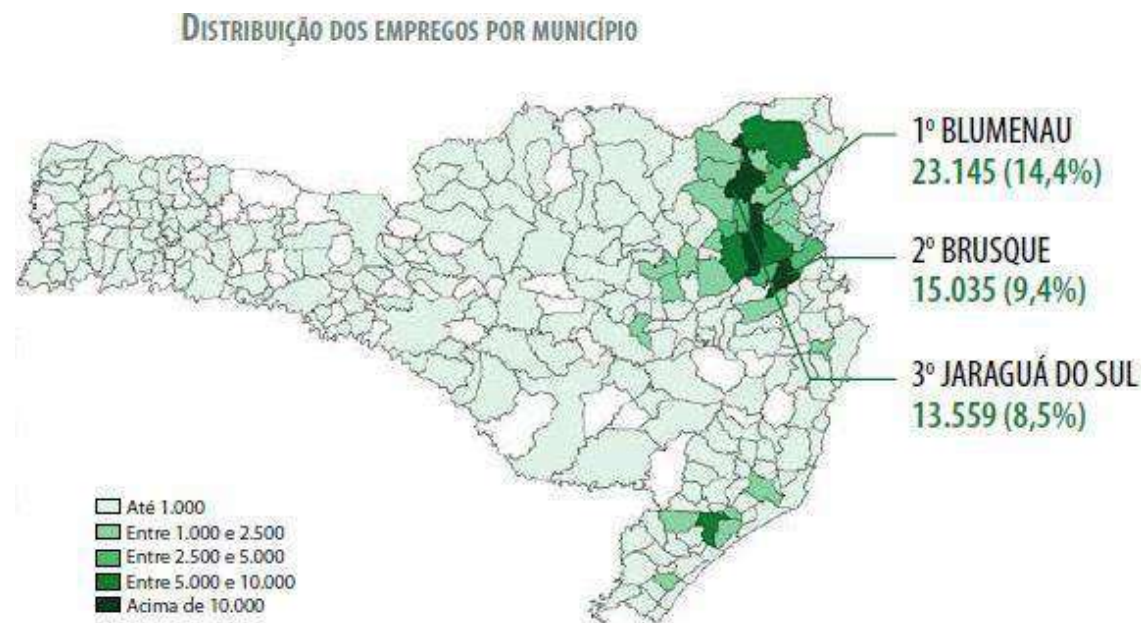 DISTRIBUIÇÃO DOS EMPREGOS POR MUNICÍPIO
1º BLUMENAU
23.145 (14,4%)
2º BRUSQUE
15.035 (9,4%)
3º JARAGUÁ DO SUL
13.559 (8,5%)
Até 1.000
Entre 1.000 e 2.500
Entre 2.500 e 5.000
Entre 5.000 e 10.000
Acima de 10.000